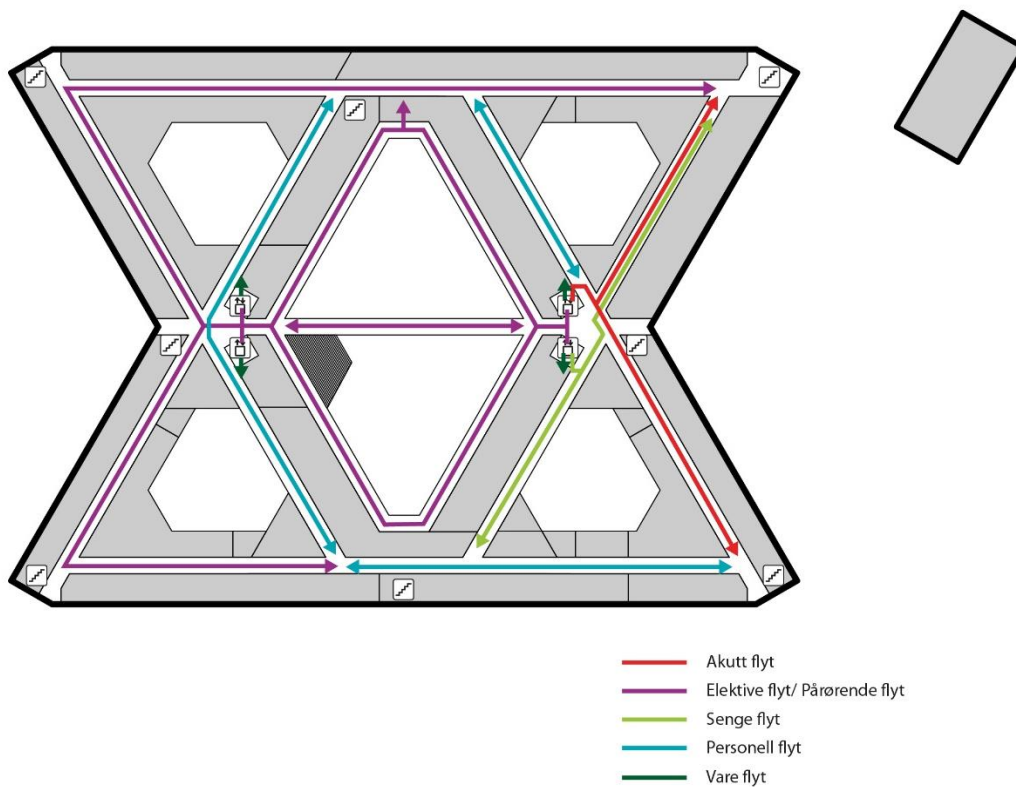 Akutt flyt
Elektive flyt/ Pårørende flyt
Senge flyt
Personell flyt
Vare flyt